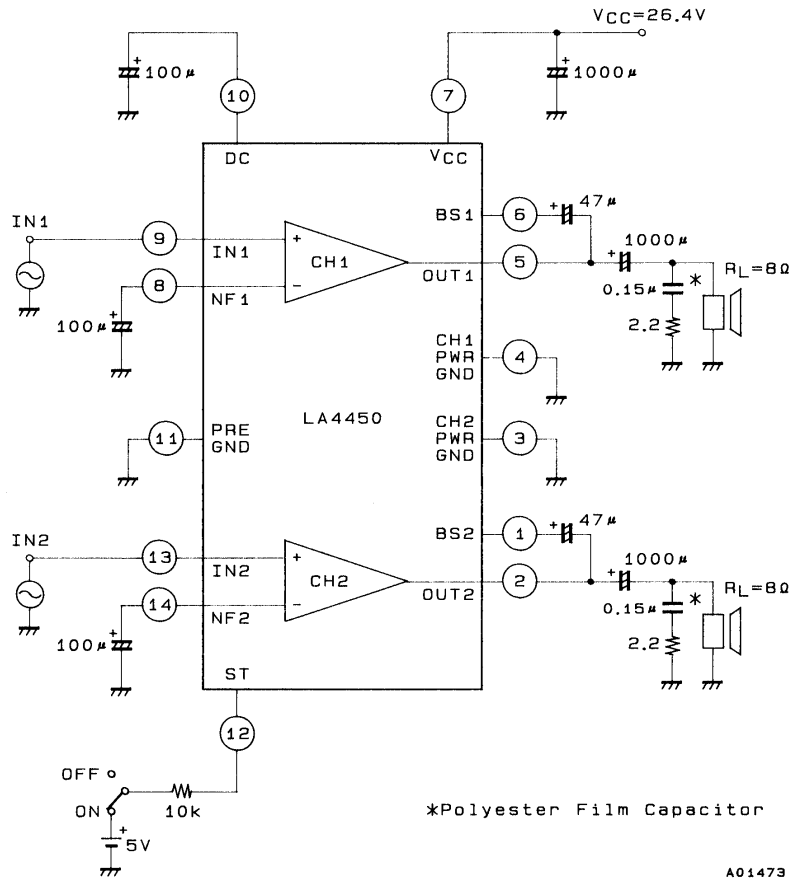 VCC=26.4V
+
100μ
+
1000μ
10
7
DC
VCC
IN1
9
IN1
+
CH1
8
NF1
−
+
100μ
BS1
6
+
47μ
OUT1
5
+
1000μ
0.15μ
*
2.2
RL=8Ω
CH1
PWR
GND
4
LA4450
11
PRE
GND
CH2
PWR
GND
3
IN2
13
IN2
+
CH2
14
NF2
−
+
100μ
BS2
1
+
47μ
OUT2
2
+
1000μ
0.15μ
*
2.2
RL=8Ω
ST
12
OFF
ON
10k
+
5V
*Polyester Film Capacitor
A01473